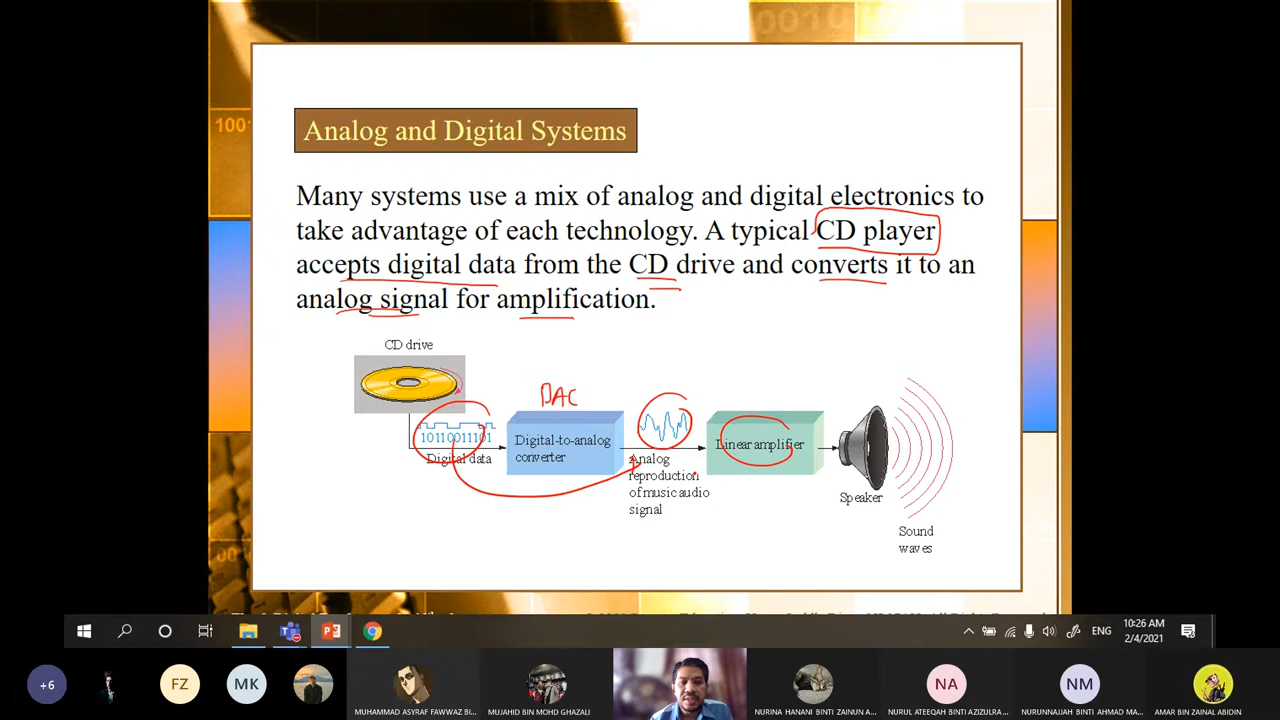 1001
Analog and Digital Systems
Many systems use a mix of analog and digital electronics to
take advantage of each technology. A typical CD player
accepts digital data from the CD drive and converts it to an
analog signal for amplification.
CD drive
DAC
10110011101
Digital data
Digital-to-analog
converter
Analog
reproduction
of music audio
signal
Linear amplifier
Speaker
Sound
waves
ENG
10:26 AM
2/4/2021
+6
FZ
MK
NA
NM
MUHAMMAD ASYRAF FAWWAZ BI...
MUJAHID BIN MOHD GHAZALI
NURINA HANANI BINTI ZAINUN A...
NURUL ATEEQAH BINTI AZIZULRA...
NURUNNAJJAH BINTI AHMAD MA...
AMAR BIN ZAINAL ABIDIN